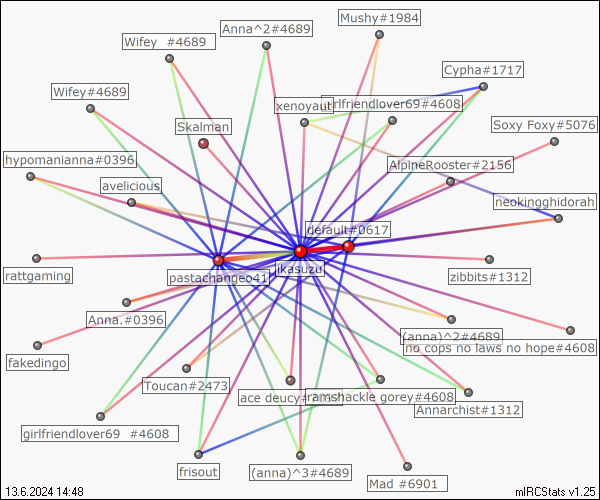 Mushy#1984
Anna^2#4689
Wifey #4689
Cypha#1717
Wifey#4689
xenoyaut
girlfriendlover69#4608
Skalman
Soxy Foxy#5076
hypomanianna#0396
AlpineRooster#2156
avelicious
neokingghidorah
default#0617
rattgaming
pastachangeo41
ikasuzu
zibbits#1312
Anna.#0396
(anna)^2#4689
fakedingo
no cops no laws no hope#4608
Toucan#2473
ace deucy
ramshackle gorey#4608
Annarchist#1312
girlfriendlover69 #4608
frisout
(anna)^3#4689
Mad #6901
13.6.2024 14:48
mIRCStats v1.25